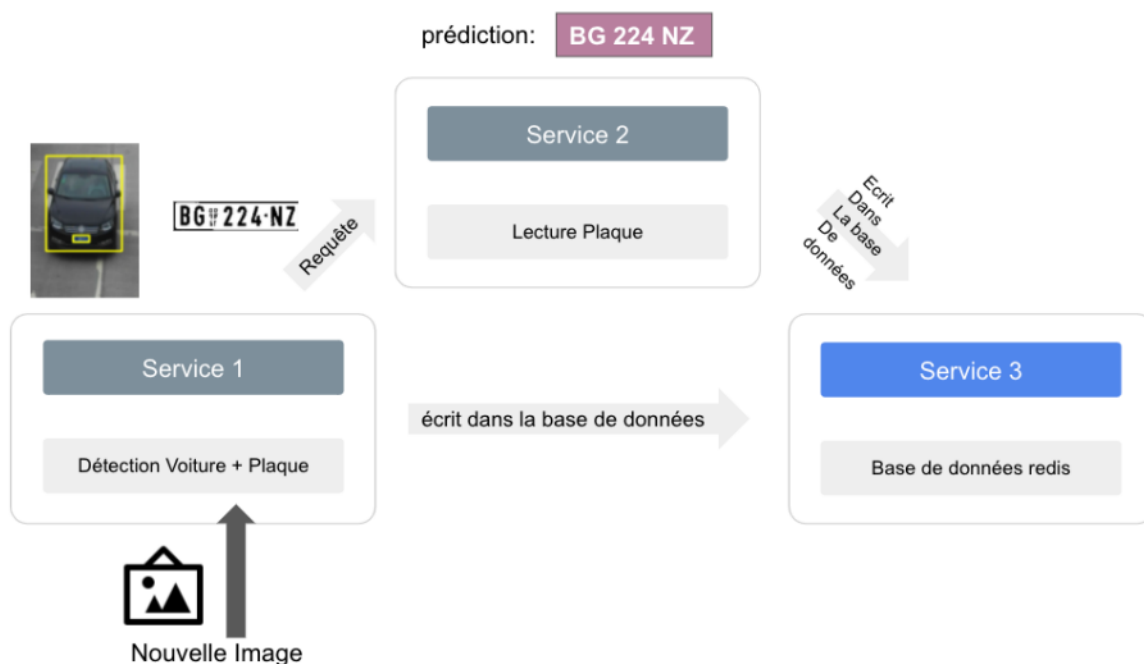 prédiction: BG 224 NZ
Service 2
BG 224·NZ
Requête
Lecture Plaque
Ecrit
Dans
La base
De
données
Service 1
Service 3
écrit dans la base de données
Détection Voiture + Plaque
Base de données redis
Nouvelle Image